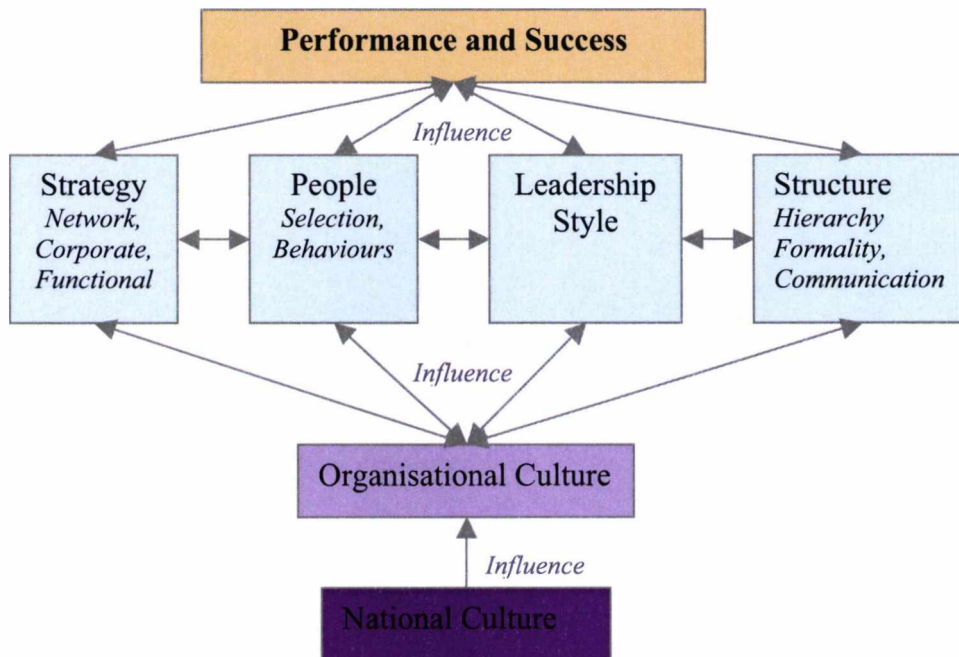 Performance and Success
Influence
Strategy
Network,
Corporate,
Functional
People
Selection,
Behaviours
Leadership
Style
Structure
Hierarchy
Formality,
Communication
Influence
Organisational Culture
Influence
National Culture